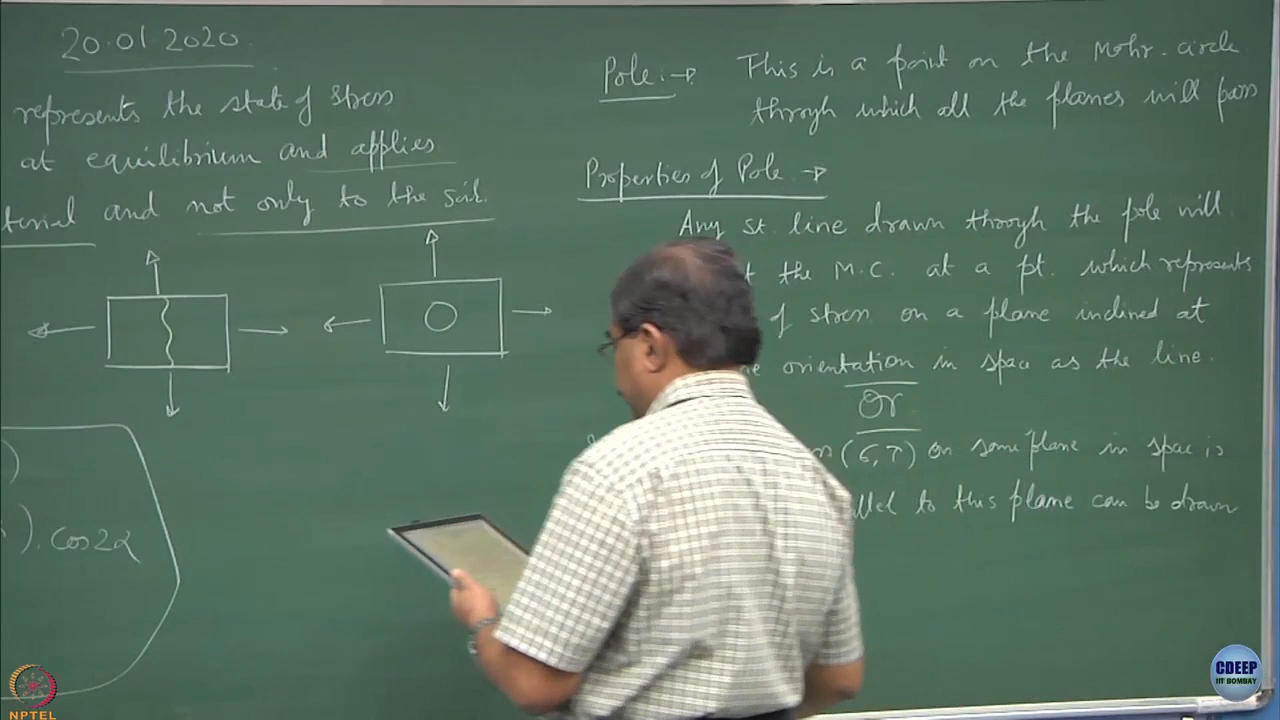 20.01.2020
represents the state of stress
at equilibrium and applies
terial and not only to the soil.
). cos2α
Pole :→ This is a point on the Mohr-circle
through which all the planes will pass
Properties of Pole :→
Any st. line drawn through the pole will
the M.C. at a pt. which represents
of stress on a plane inclined at
orientation in space as the line.
Or
(σ, τ) on some plane in space is
allel to this plane can be drawn
NPTEL
CDEEP
IIT BOMBAY